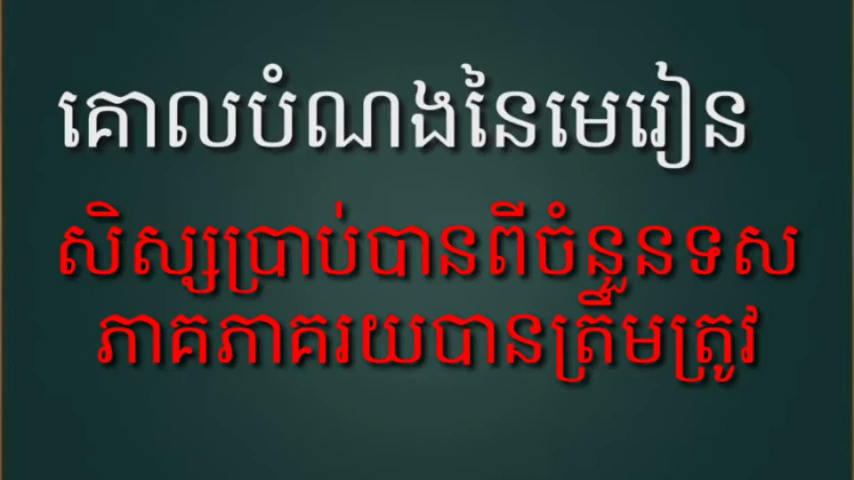 គោលបំណងនៃមេរៀន
សិស្សប្រាប់បានពីចំនួនទស
ភាគភាគរយបានត្រឹមត្រូវ